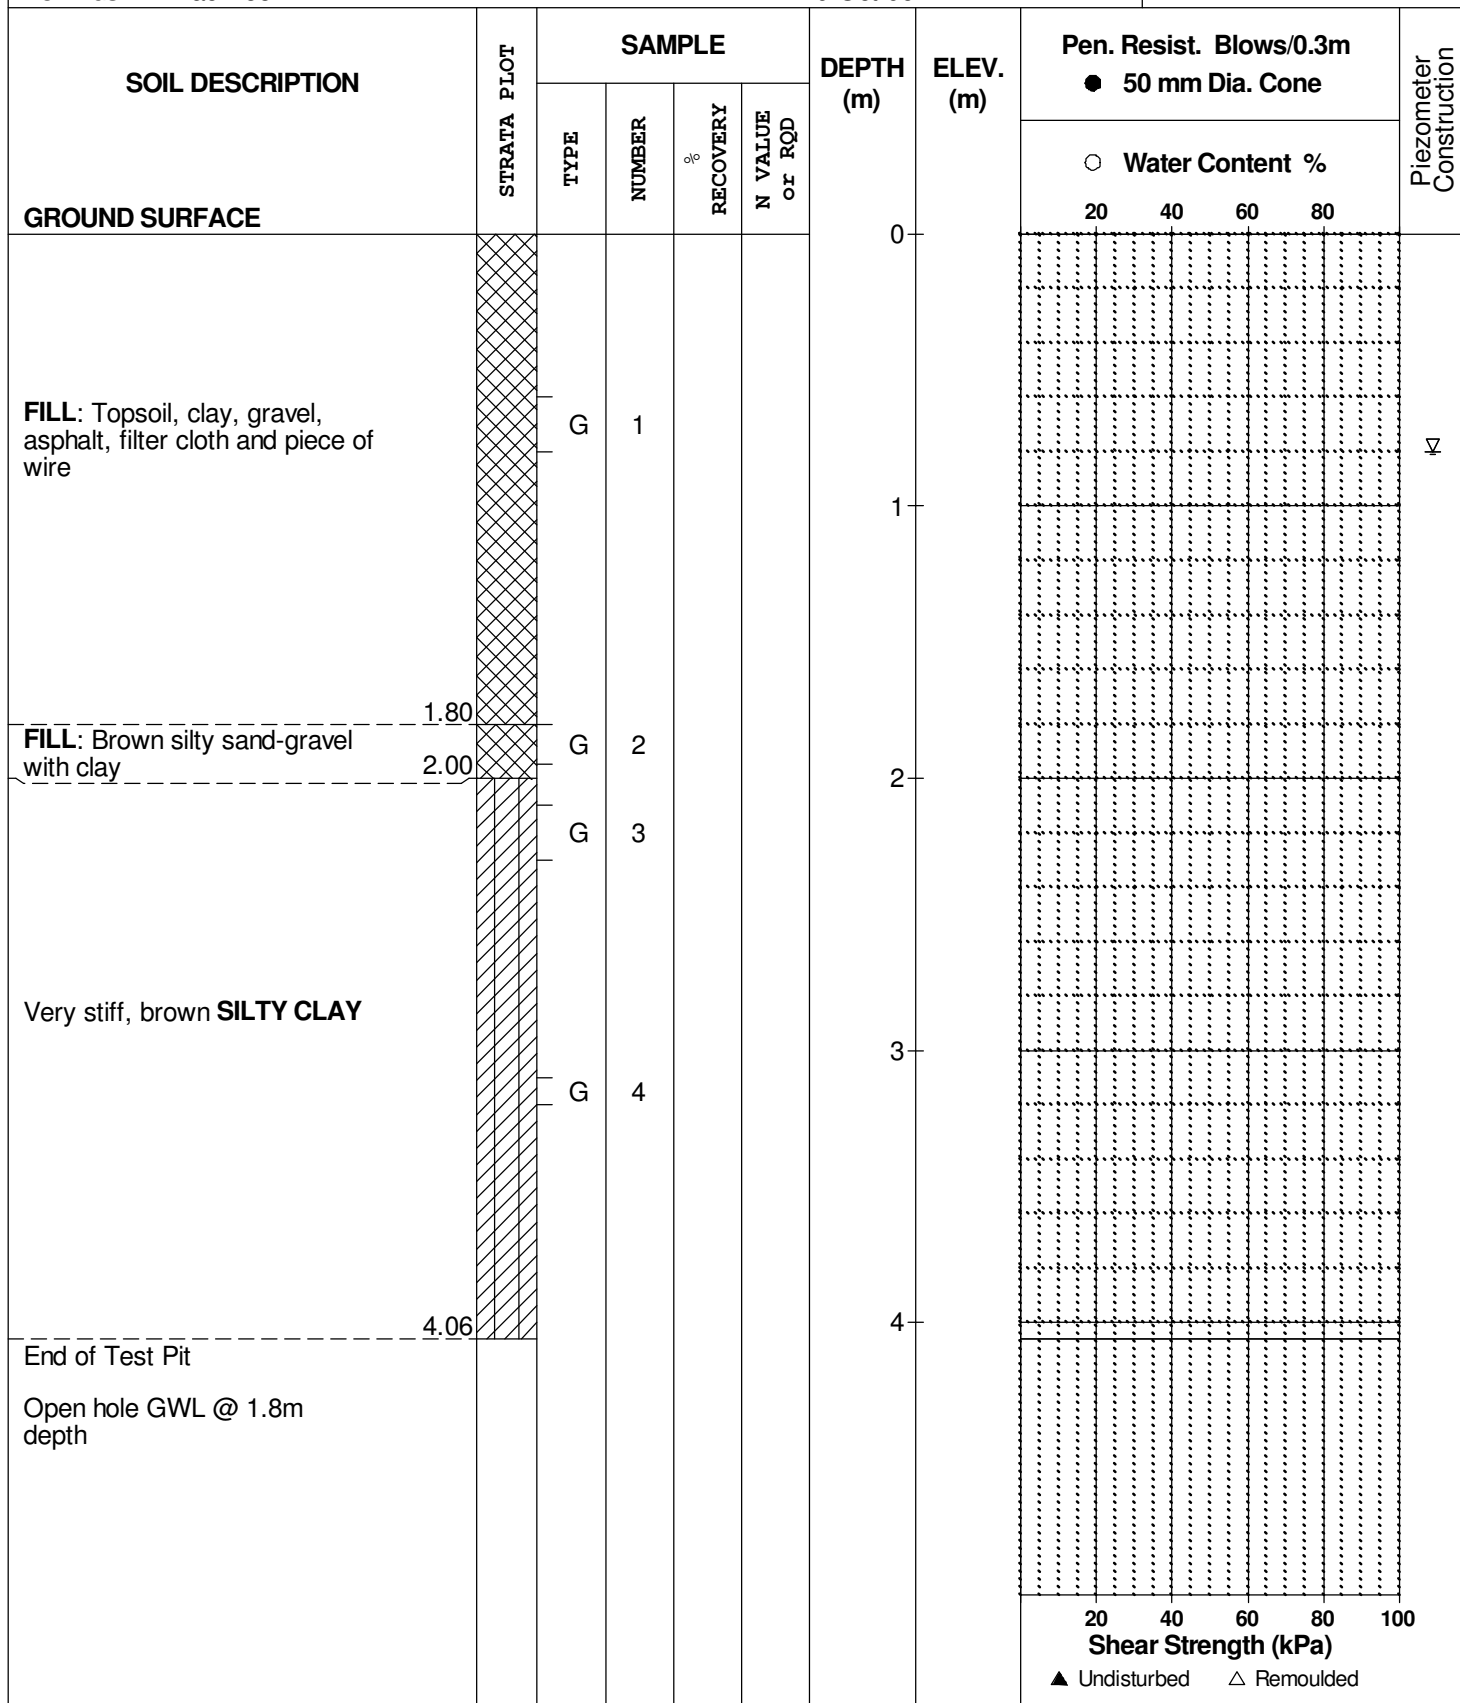 SOIL DESCRIPTION
GROUND SURFACE
STRATA PLOT
SAMPLE
TYPE
NUMBER
%
RECOVERY
N VALUE
or RQD
DEPTH
(m)
ELEV.
(m)
Pen. Resist. Blows/0.3m
● 50 mm Dia. Cone
○ Water Content %
20 40 60 80
Piezometer
Construction
0
FILL: Topsoil, clay, gravel,
asphalt, filter cloth and piece of
wire
G 1
1
1.80
FILL: Brown silty sand-gravel
with clay
2.00
G 2
2
G 3
Very stiff, brown SILTY CLAY
3
G 4
4.06
4
End of Test Pit
Open hole GWL @ 1.8m
depth
20 40 60 80 100
Shear Strength (kPa)
▲ Undisturbed △ Remoulded